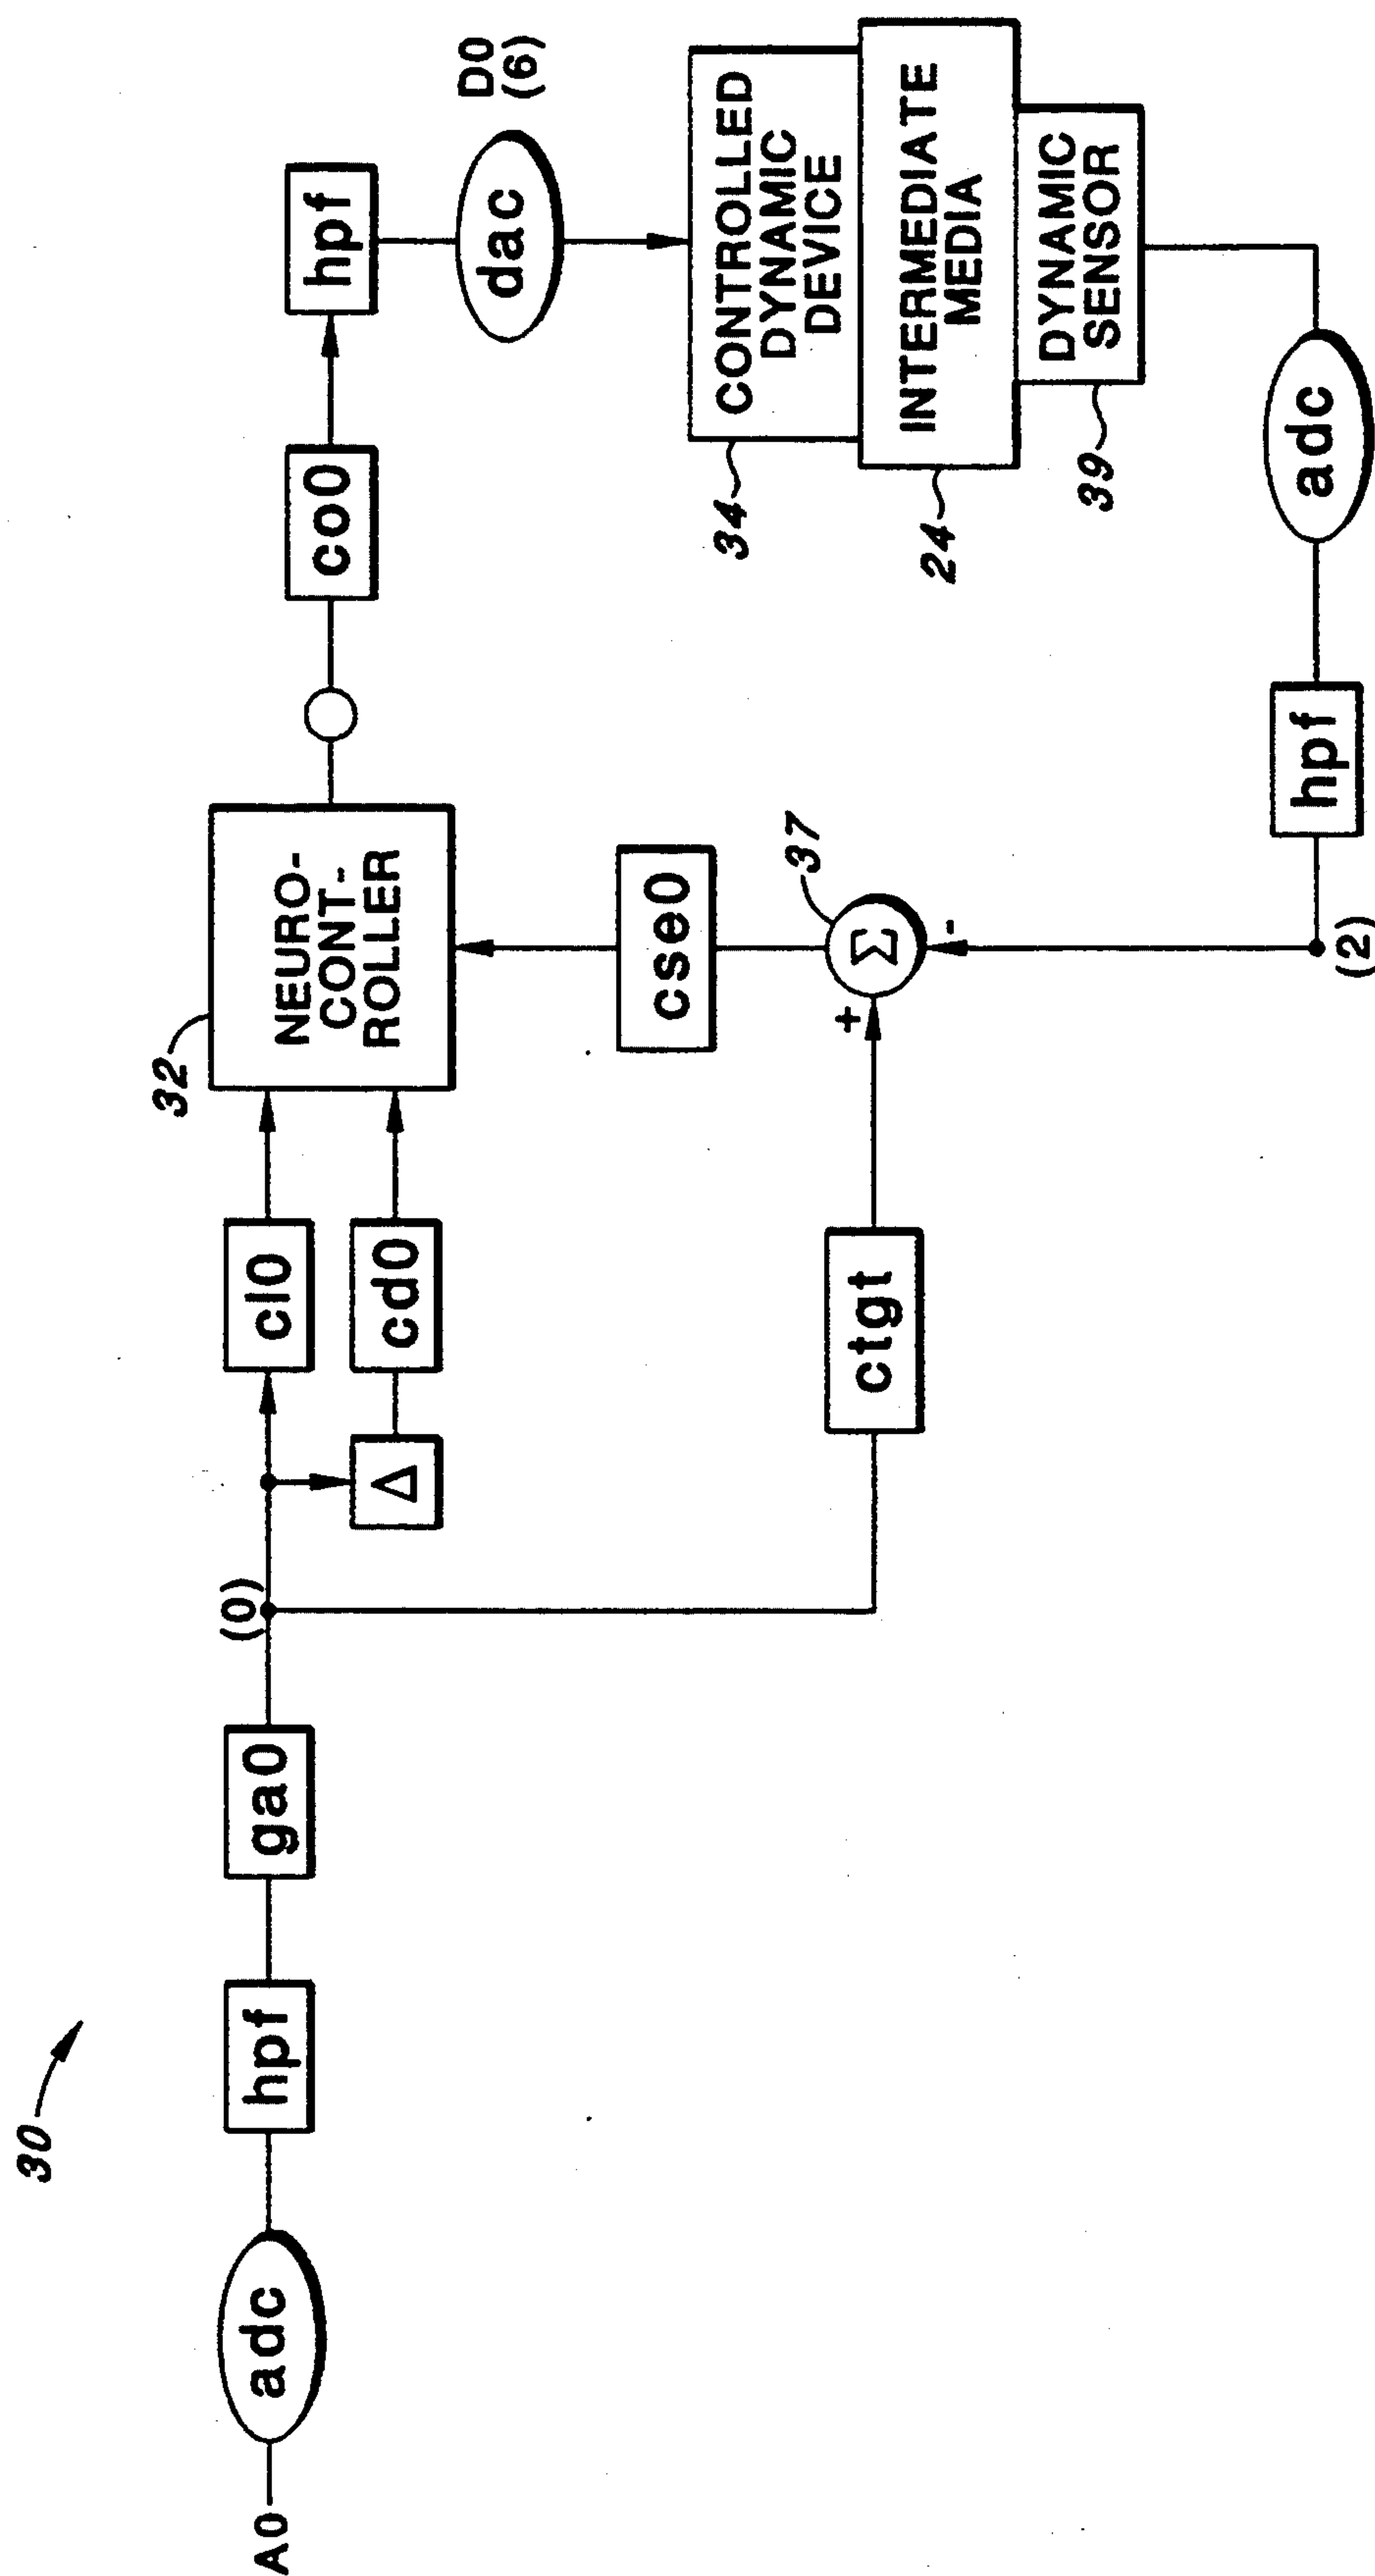 30
A0
adc
hpf
ga0
(0)
Δ
cl0
cd0
32
NEURO-
CONT-
ROLLER
co0
hpf
dac
D0
(6)
ctgt
+
Σ
-
37
cse0
34
CONTROLLED
DYNAMIC
DEVICE
24
INTERMEDIATE
MEDIA
39
DYNAMIC
SENSOR
adc
hpf
(2)